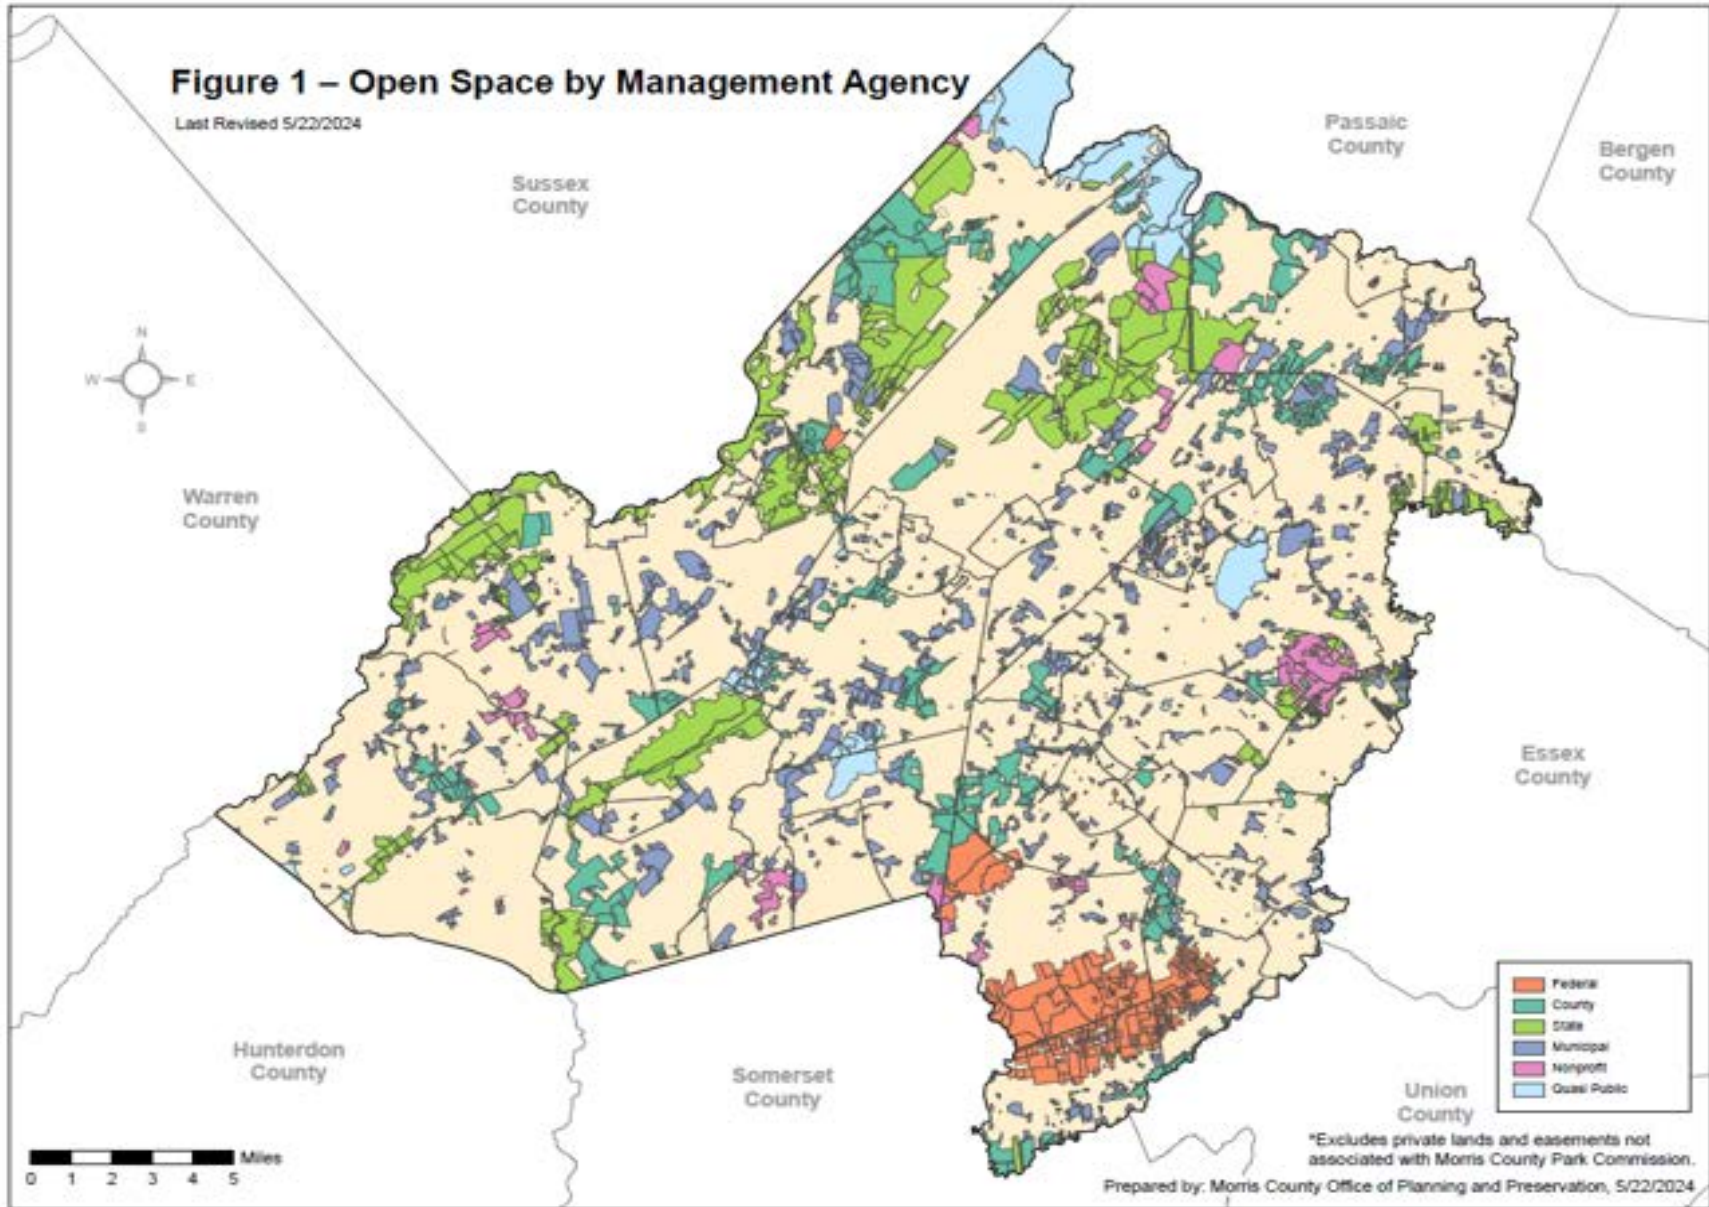 Figure 1 – Open Space by Management Agency
Last Revised 5/22/2024
Passaic
County
Bergen
County
Sussex
County
N
W
E
S
Warren
County
Essex
County
Federal
County
State
Municipal
Nonprofit
Quasi Public
Hunterdon
County
Somerset
County
Union
County
*Excludes private lands and easements not
associated with Morris County Park Commission.
Miles
0 1 2 3 4 5
Prepared by: Morris County Office of Planning and Preservation, 5/22/2024